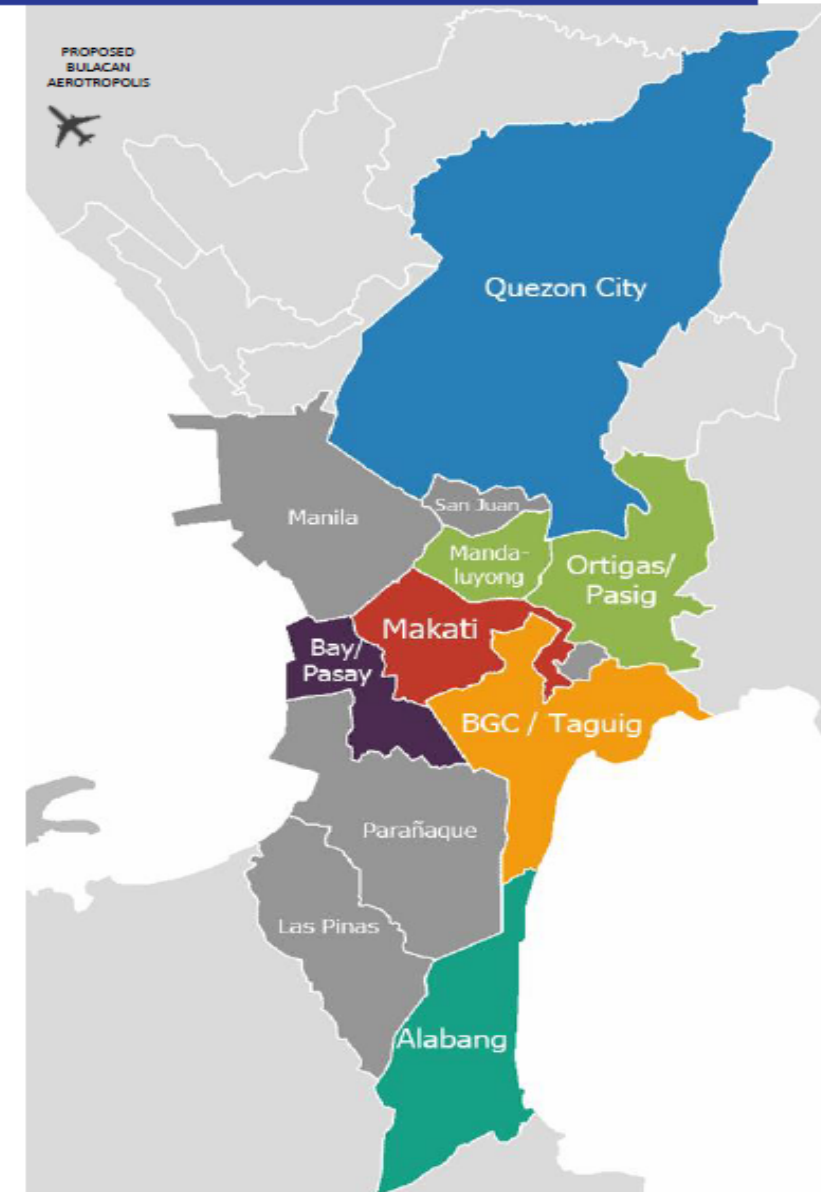 PROPOSED
BULACAN
AEROTROPOLIS
Quezon City
San Juan
Manila
Manda-
luyong
Ortigas/
Pasig
Makati
Bay/
Pasay
BGC / Taguig
Parañaque
Las Pinas
Alabang